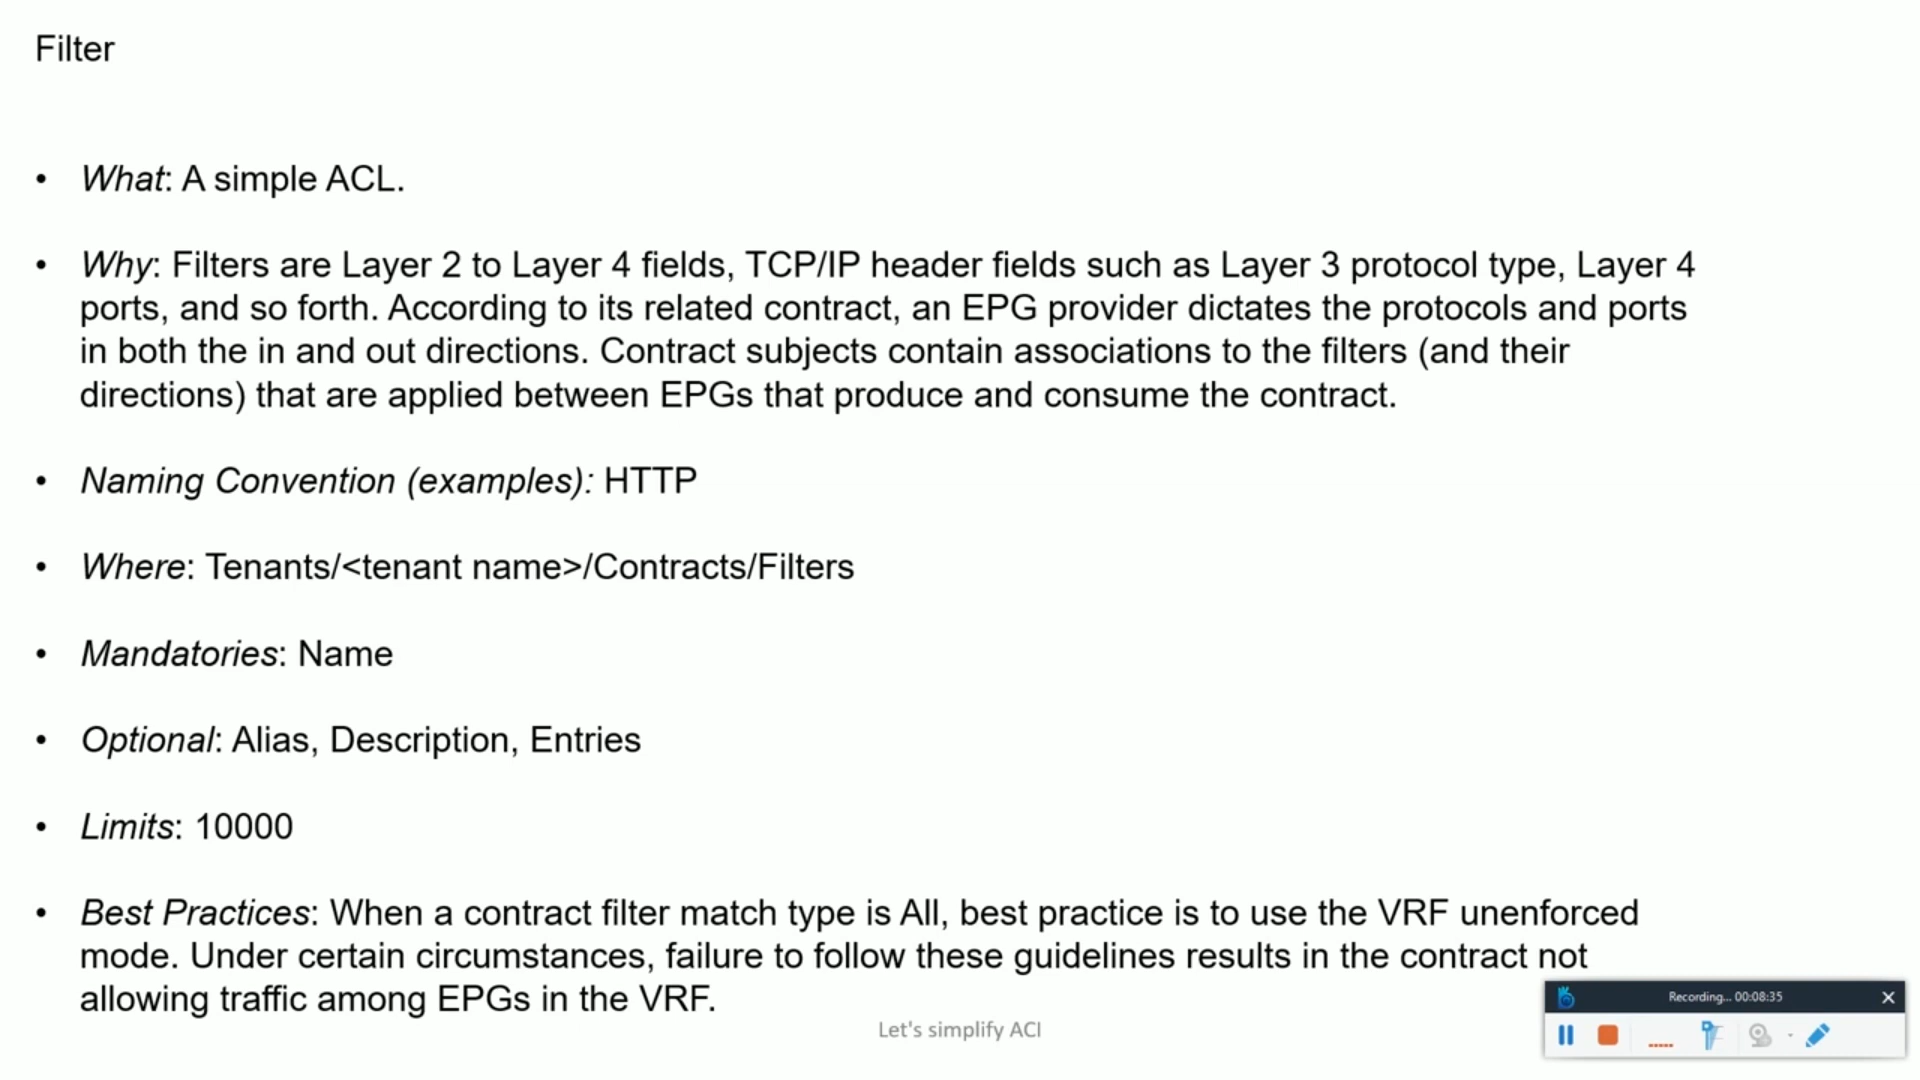 Filter
• What: A simple ACL.
• Why: Filters are Layer 2 to Layer 4 fields, TCP/IP header fields such as Layer 3 protocol type, Layer 4
ports, and so forth. According to its related contract, an EPG provider dictates the protocols and ports
in both the in and out directions. Contract subjects contain associations to the filters (and their
directions) that are applied between EPGs that produce and consume the contract.
• Naming Convention (examples): HTTP
• Where: Tenants/<tenant name>/Contracts/Filters
• Mandatories: Name
• Optional: Alias, Description, Entries
• Limits: 10000
• Best Practices: When a contract filter match type is All, best practice is to use the VRF unenforced
mode. Under certain circumstances, failure to follow these guidelines results in the contract not
allowing traffic among EPGs in the VRF.
Let's simplify ACI
Recording... 00:08:35